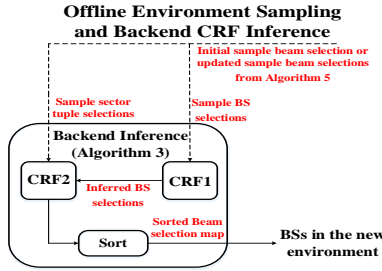 Offline Environment Sampling
and Backend CRF Inference
Initial sample beam selection or
updated sample beam selections
from Algorithm 5
Sample sector
tuple selections
Sample BS
selections
Backend Inference
(Algorithm 3)
CRF2
Inferred BS
selections
CRF1
Sort
Sorted Beam
selection map
BSs in the new
environment